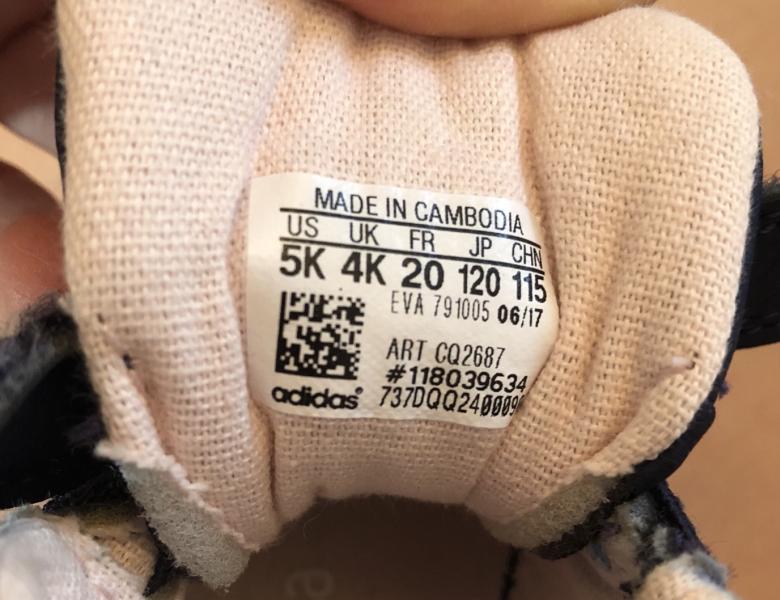 MADE IN CAMBODIA
US UK FR JP CHN
5K 4K 20 120 115
EVA 791005 06/17
ART CQ2687
#118039634
adidas®